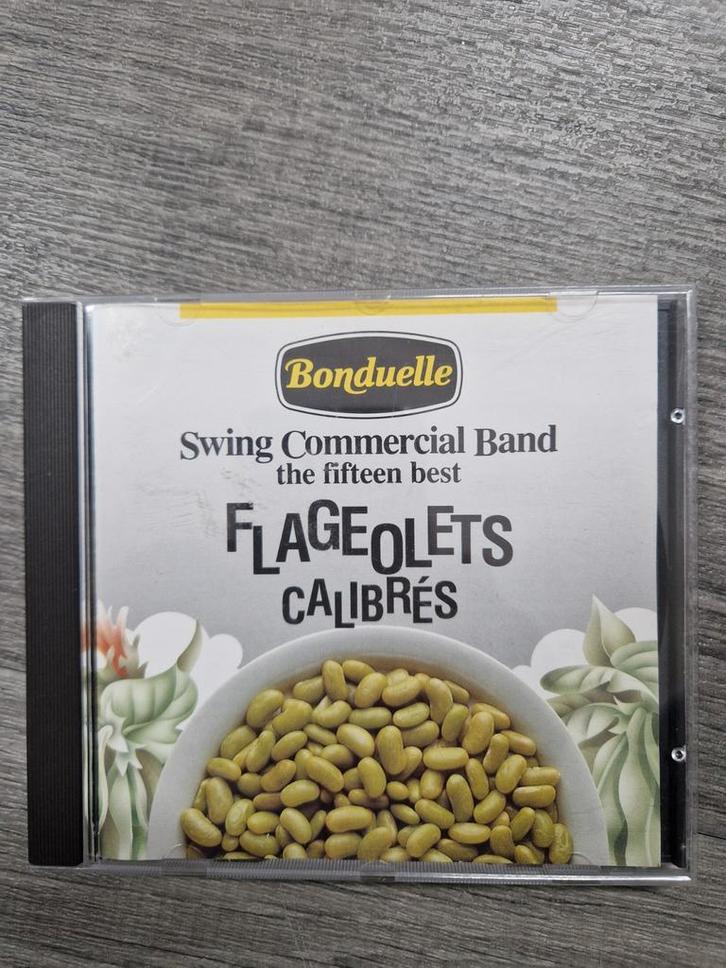 Bonduelle
Swing Commercial Band
the fifteen best
FLAGEOLETS
CALIBRÉS